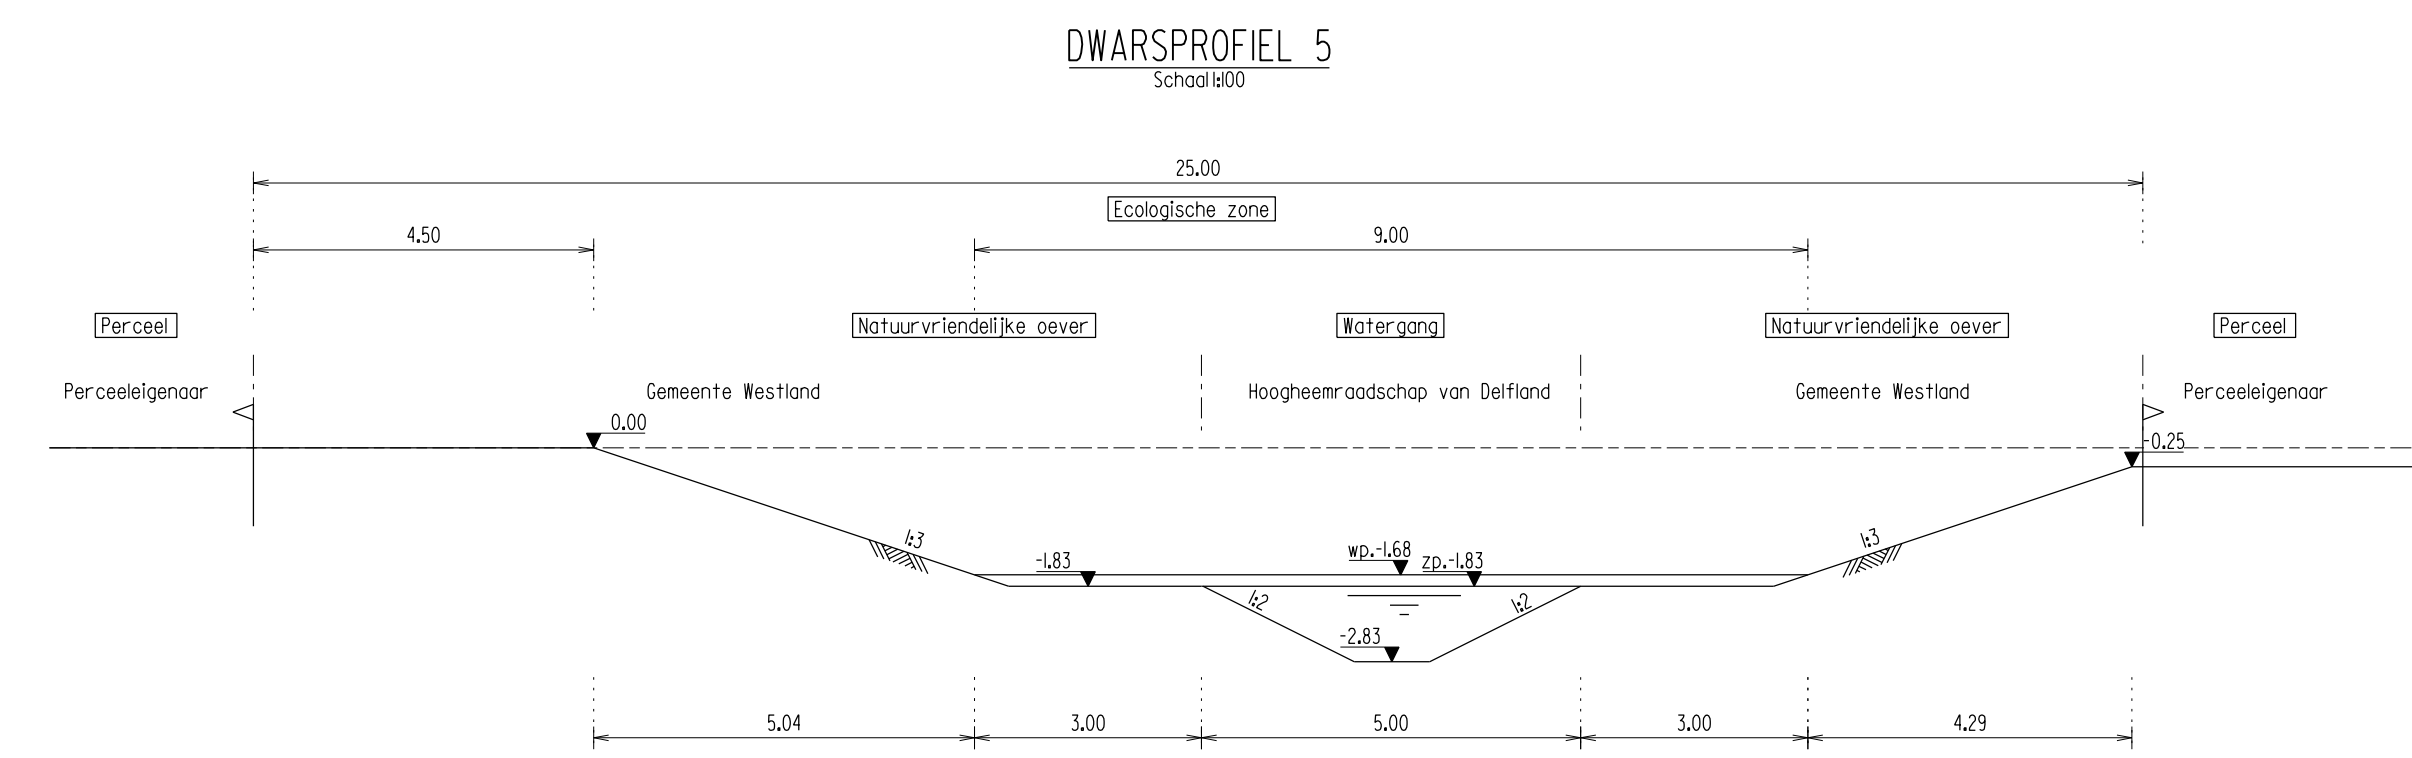 DWARSPROFIEL 5
Schaal 1:100
25.00
Ecologische zone
4.50
9.00
Perceel
Natuurvriendelijke oever
Watergang
Natuurvriendelijke oever
Perceel
Perceeleigenaar
Gemeente Westland
Hoogheemraadschap van Delfland
Gemeente Westland
Perceeleigenaar
0.00
-0.25
1:3
1:3
-1.83
wp.-1.68
zp.-1.83
1:2
1:2
-2.83
5.04
3.00
5.00
3.00
4.29